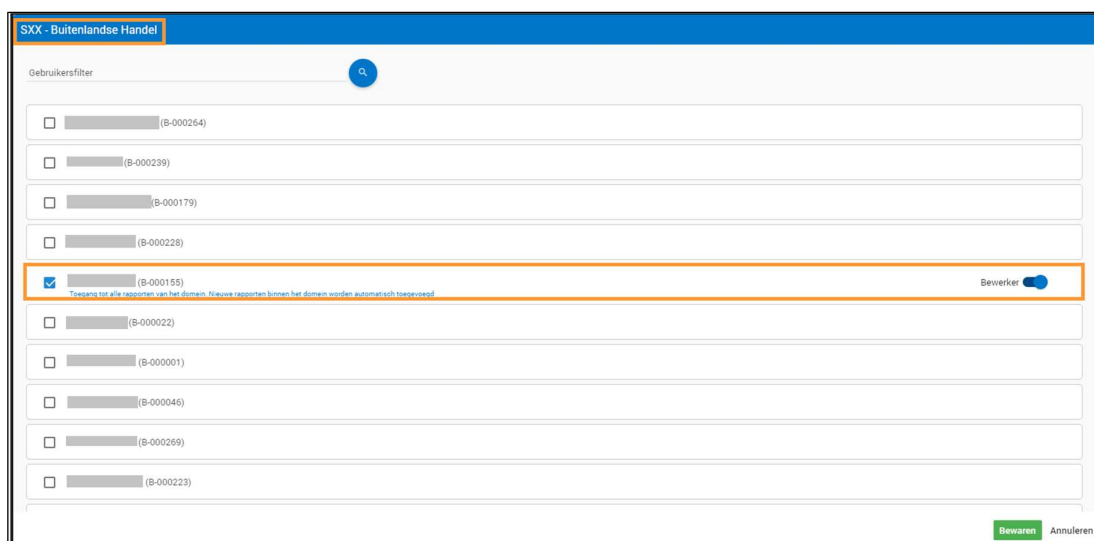 SXX - Buitenlandse Handel
Gebruikersfilter
(B-000264)
(B-000239)
(B-000179)
(B-000228)
(B-000155) Bewerker
Toegang tot alle rapporten van het domein. Nieuwe rapporten binnen het domein worden automatisch toegevoegd
(B-000022)
(B-000001)
(B-000046)
(B-000269)
(B-000223)
Bewaren Annuleren